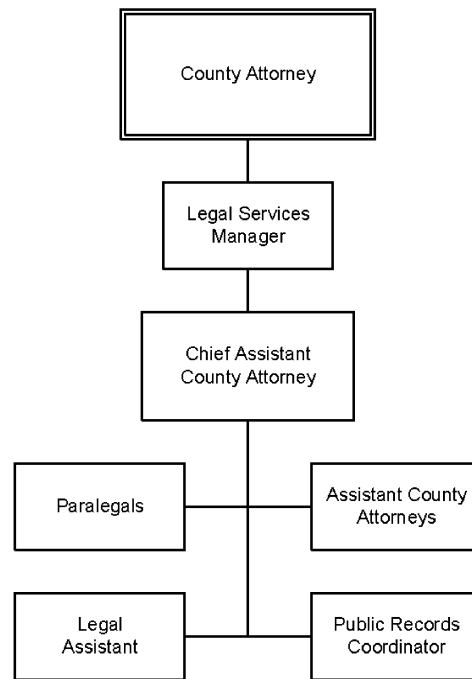 County Attorney
Legal Services
Manager
Chief Assistant
County Attorney
Paralegals
Assistant County
Attorneys
Legal
Assistant
Public Records
Coordinator